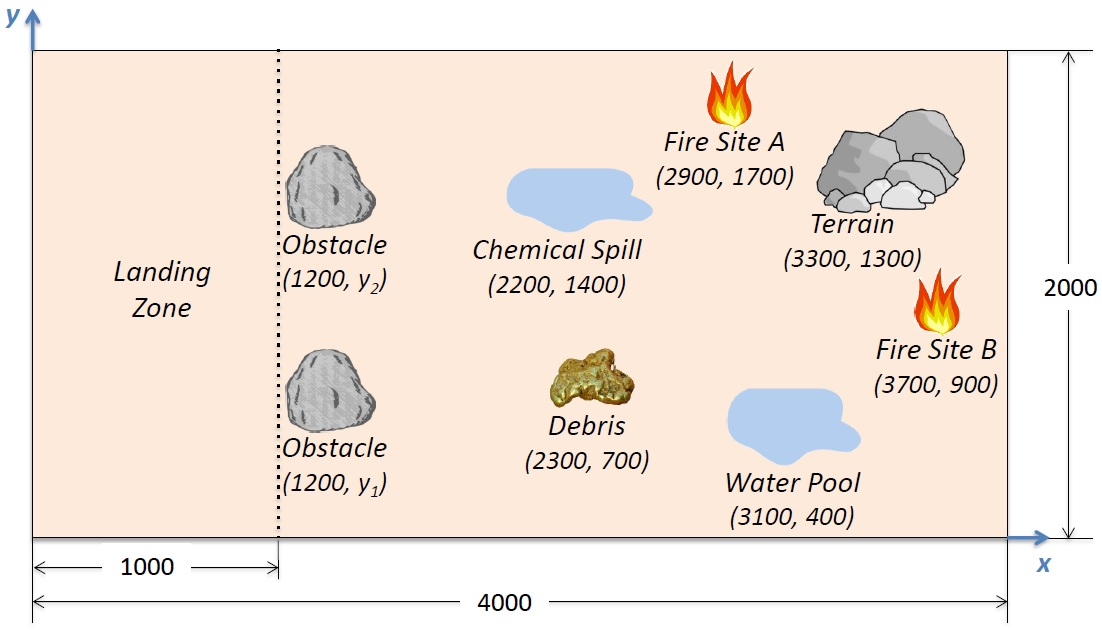 y
Fire Site A
(2900, 1700)
Obstacle
(1200, y2)
Chemical Spill
(2200, 1400)
Terrain
(3300, 1300)
Landing
Zone
2000
Fire Site B
(3700, 900)
Obstacle
(1200, y1)
Debris
(2300, 700)
Water Pool
(3100, 400)
x
1000
4000